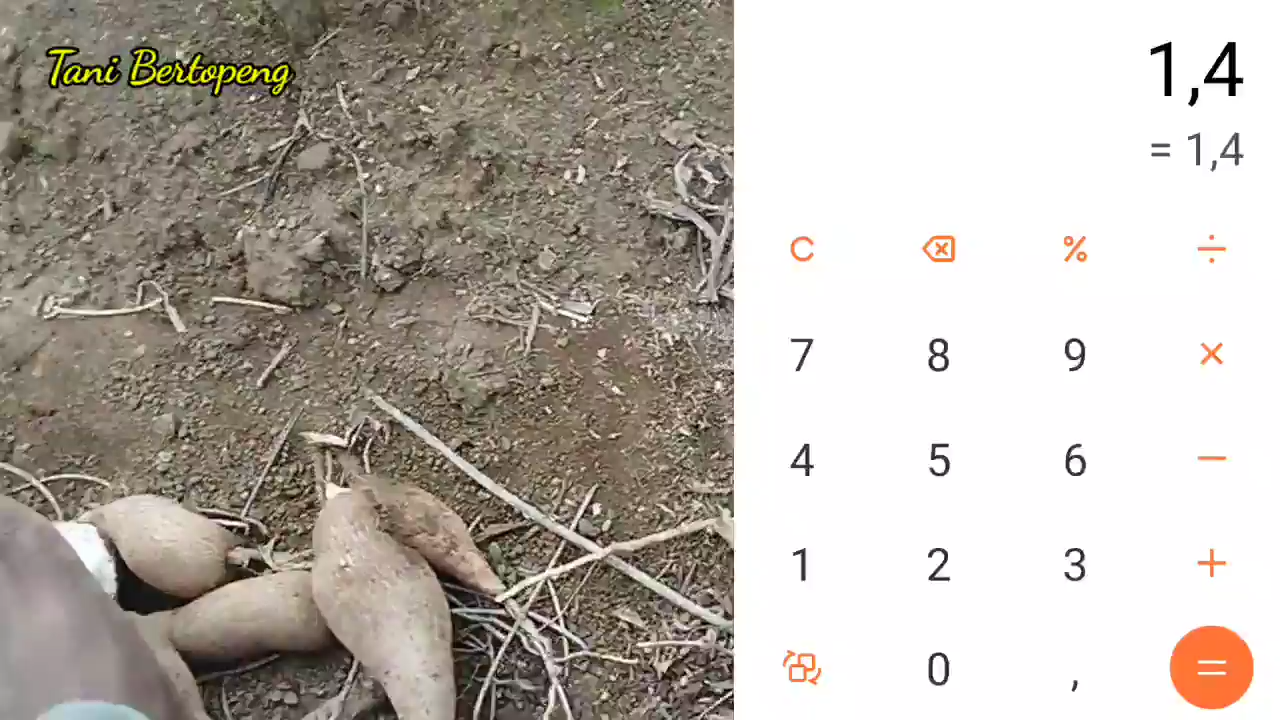 Tani Bertopeng
1,4
= 1,4
C % ÷
7 8 9 ×
4 5 6 −
1 2 3 +
0 , =